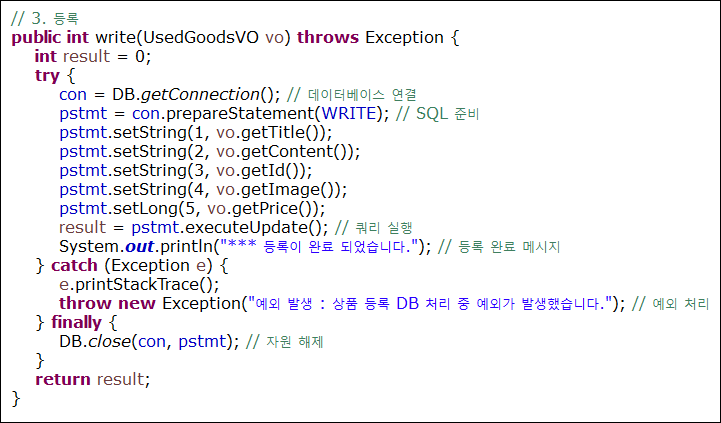 // 3. 등록
public int write(UsedGoodsVO vo) throws Exception {
int result = 0;
try {
con = DB.getConnection(); // 데이터베이스 연결
pstmt = con.prepareStatement(WRITE); // SQL 준비
pstmt.setString(1, vo.getTitle());
pstmt.setString(2, vo.getContent());
pstmt.setString(3, vo.getId());
pstmt.setString(4, vo.getImage());
pstmt.setLong(5, vo.getPrice());
result = pstmt.executeUpdate(); // 쿼리 실행
System.out.println("*** 등록이 완료 되었습니다."); // 등록 완료 메시지
} catch (Exception e) {
e.printStackTrace();
throw new Exception("예외 발생 : 상품 등록 DB 처리 중 예외가 발생했습니다."); // 예외 처리
} finally {
DB.close(con, pstmt); // 자원 해제
}
return result;
}